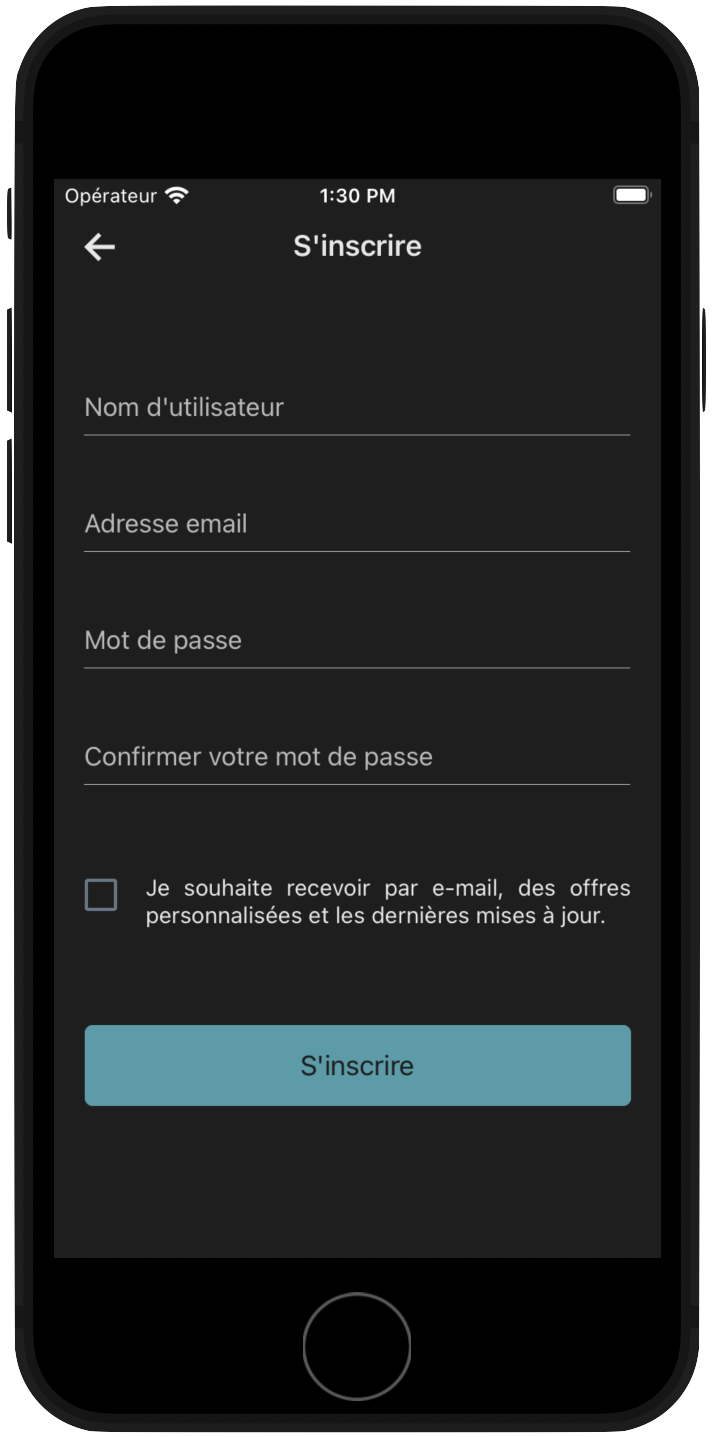 Opérateur 1:30 PM
S'inscrire
Nom d'utilisateur
Adresse email
Mot de passe
Confirmer votre mot de passe
Je souhaite recevoir par e-mail, des offres
personnalisées et les dernières mises à jour.
S'inscrire